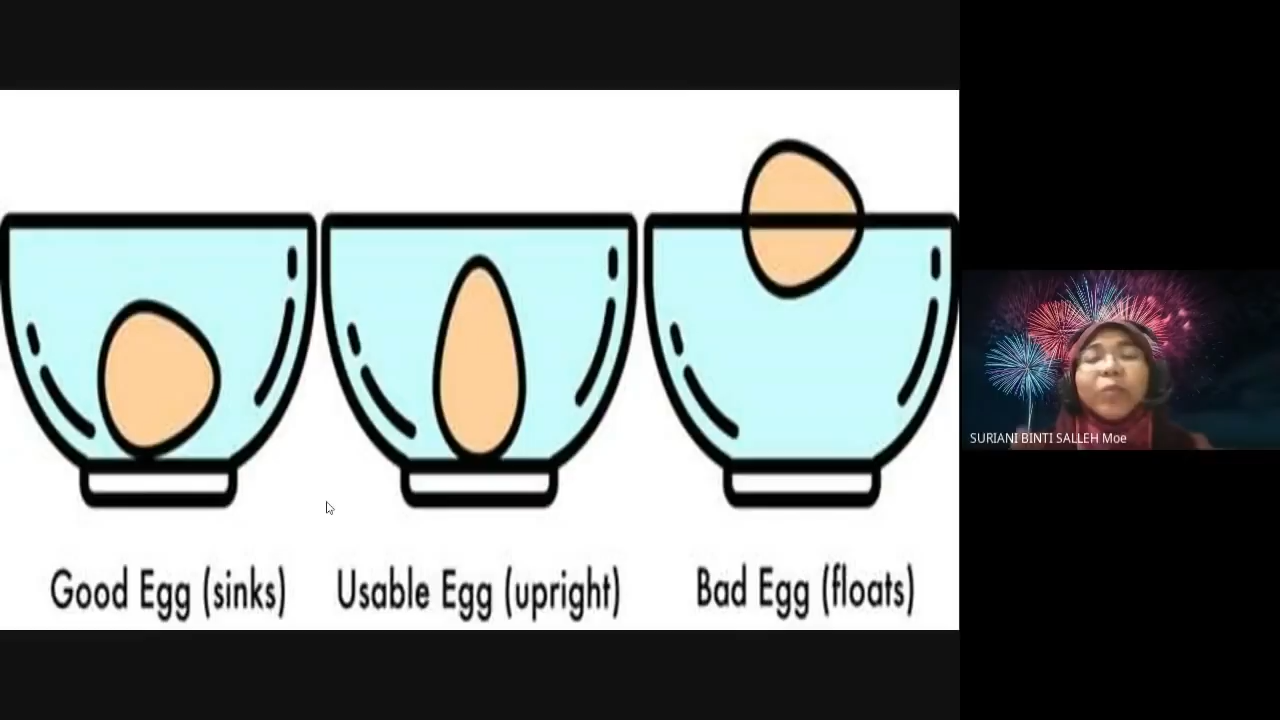 Good Egg (sinks)
Usable Egg (upright)
Bad Egg (floats)
SURIANI BINTI SALLEH Moe